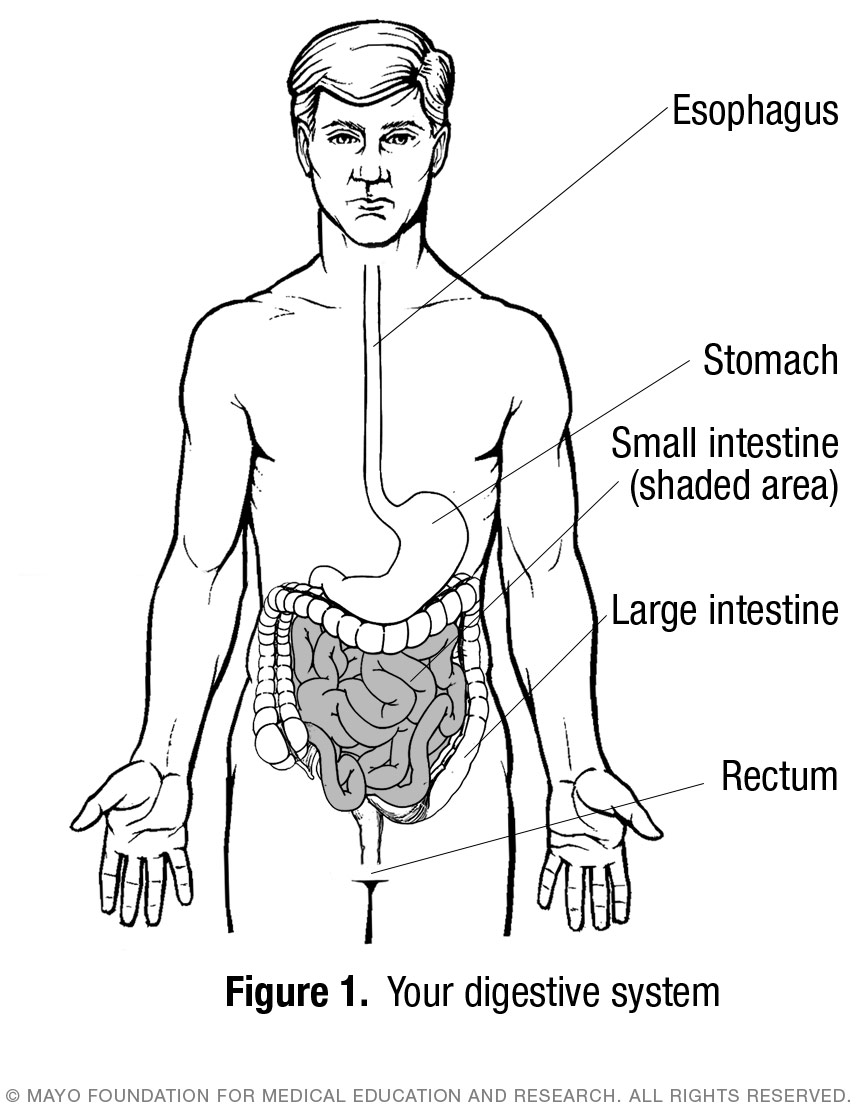 Esophagus
Stomach
Small intestine
(shaded area)
Large intestine
Rectum
Figure 1. Your digestive system
© MAYO FOUNDATION FOR MEDICAL EDUCATION AND RESEARCH. ALL RIGHTS RESERVED.